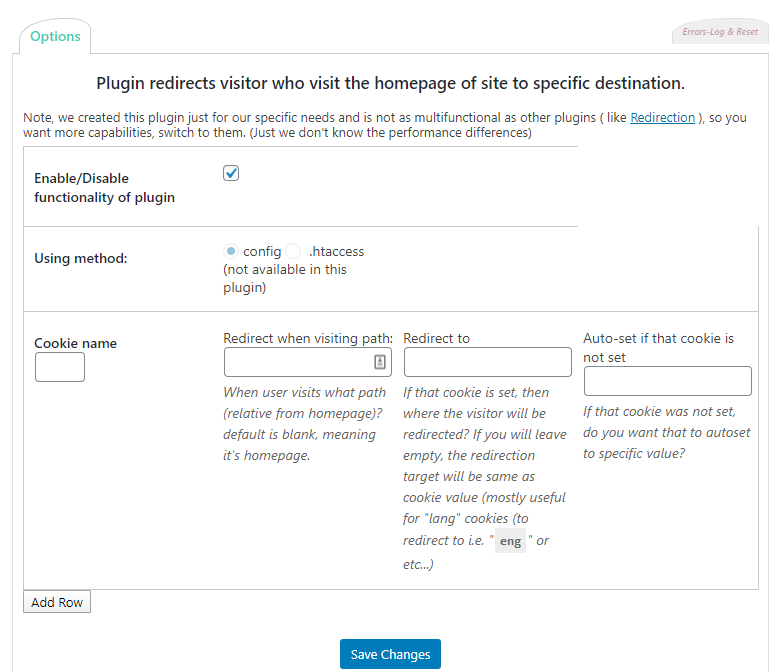 Options
Errors-Log & Reset
Plugin redirects visitor who visit the homepage of site to specific destination.
Note, we created this plugin just for our specific needs and is not as multifunctional as other plugins ( like Redirection ), so you
want more capabilities, switch to them. (Just we don't know the performance differences)
Enable/Disable
functionality of plugin
Using method:
config .htaccess
(not available in this
plugin)
Cookie name
Redirect when visiting path:
When user visits what path
(relative from homepage)?
default is blank, meaning
it's homepage.
Redirect to
If that cookie is set, then
where the visitor will be
redirected? If you will leave
empty, the redirection
target will be same as
cookie value (mostly useful
for "lang" cookies (to
redirect to i.e. " eng " or
etc...)
Auto-set if that cookie is
not set
If that cookie was not set,
do you want that to autoset
to specific value?
Add Row
Save Changes